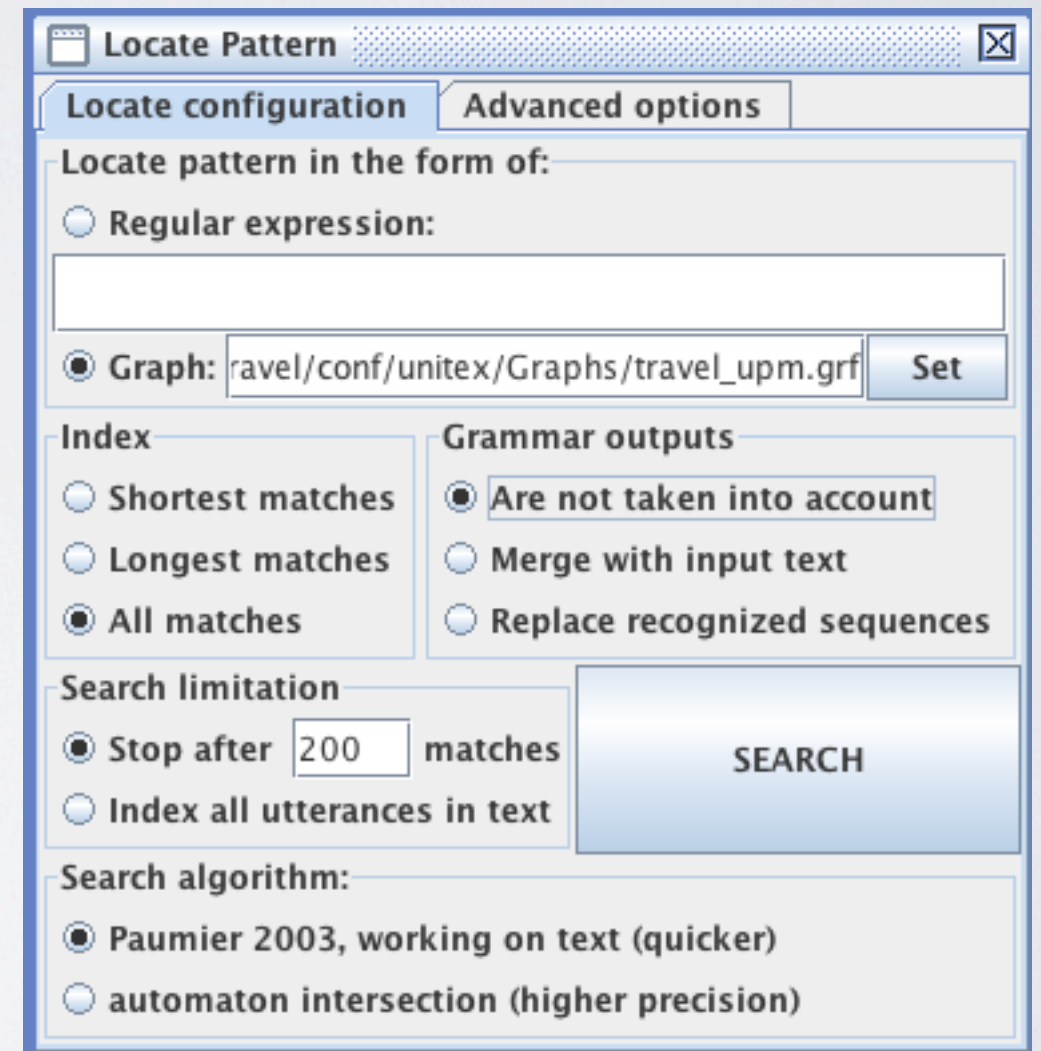 Locate Pattern
Locate configuration
Advanced options
Locate pattern in the form of:
Regular expression:
Graph: ravel/conf/unitex/Graphs/travel_upm.grf Set
Index
Shortest matches
Longest matches
All matches
Grammar outputs
Are not taken into account
Merge with input text
Replace recognized sequences
Search limitation
Stop after 200 matches
Index all utterances in text
SEARCH
Search algorithm:
Paumier 2003, working on text (quicker)
automaton intersection (higher precision)